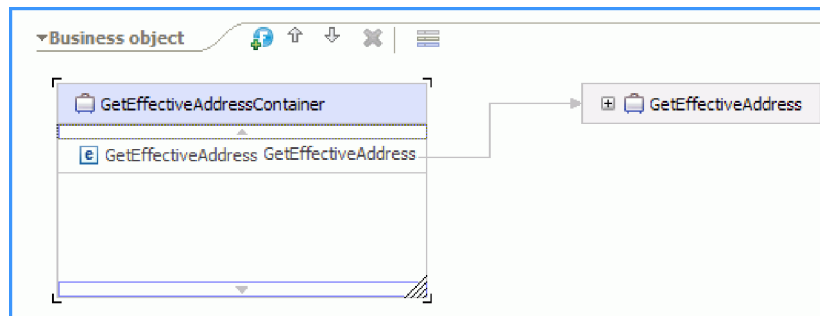 Business object
GetEffectiveAddressContainer
GetEffectiveAddress
e GetEffectiveAddress GetEffectiveAddress